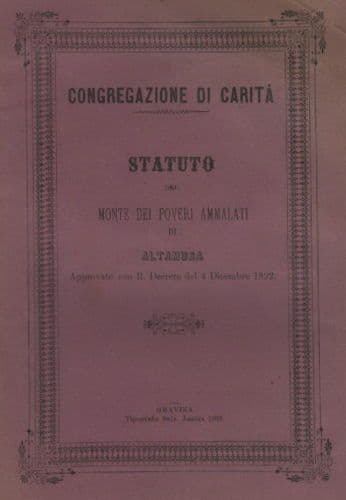 CONGREGAZIONE DI CARITÀ
STATUTO
DEL
MONTE DEI POVERI AMMALATI
DI
ALTAMURA
Approvato con R. Decreto del 4 Dicembre 1892.
GRAVINA
Tipografia